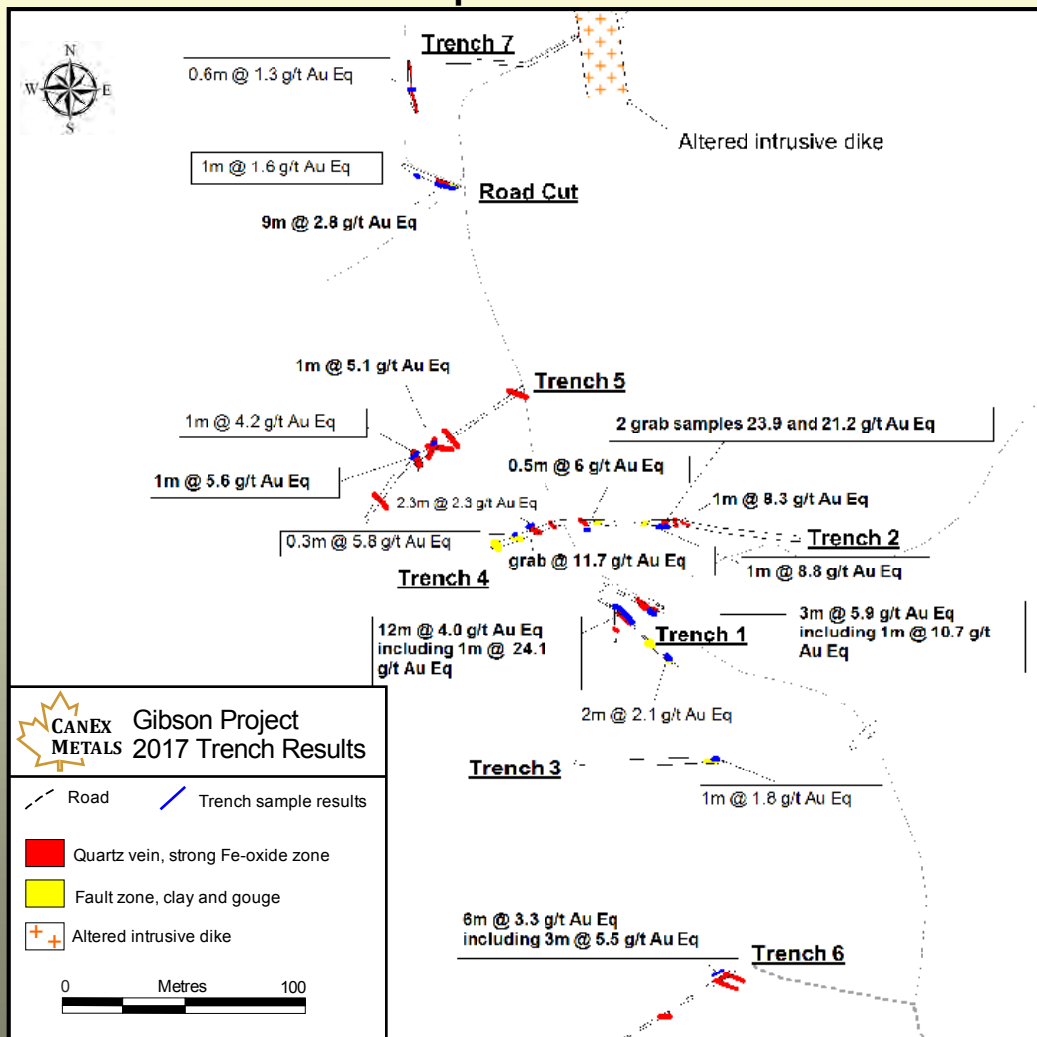 N
W
E
S
Trench 7
0.6m @ 1.3 g/t Au Eq
Altered intrusive dike
1m @ 1.6 g/t Au Eq
Road Cut
9m @ 2.8 g/t Au Eq
1m @ 5.1 g/t Au Eq
Trench 5
1m @ 4.2 g/t Au Eq
2 grab samples 23.9 and 21.2 g/t Au Eq
0.5m @ 6 g/t Au Eq
1m @ 5.6 g/t Au Eq
2.3m @ 2.3 g/t Au Eq
1m @ 8.3 g/t Au Eq
0.3m @ 5.8 g/t Au Eq
Trench 2
grab @ 11.7 g/t Au Eq
1m @ 8.8 g/t Au Eq
Trench 4
12m @ 4.0 g/t Au Eq
including 1m @ 24.1
g/t Au Eq
Trench 1
3m @ 5.9 g/t Au Eq
including 1m @ 10.7 g/t
Au Eq
2m @ 2.1 g/t Au Eq
Trench 3
1m @ 1.8 g/t Au Eq
6m @ 3.3 g/t Au Eq
including 3m @ 5.5 g/t Au Eq
Trench 6
CANEX
METALS
Gibson Project
2017 Trench Results
Road
Trench sample results
Quartz vein, strong Fe-oxide zone
Fault zone, clay and gouge
Altered intrusive dike
0 Metres 100